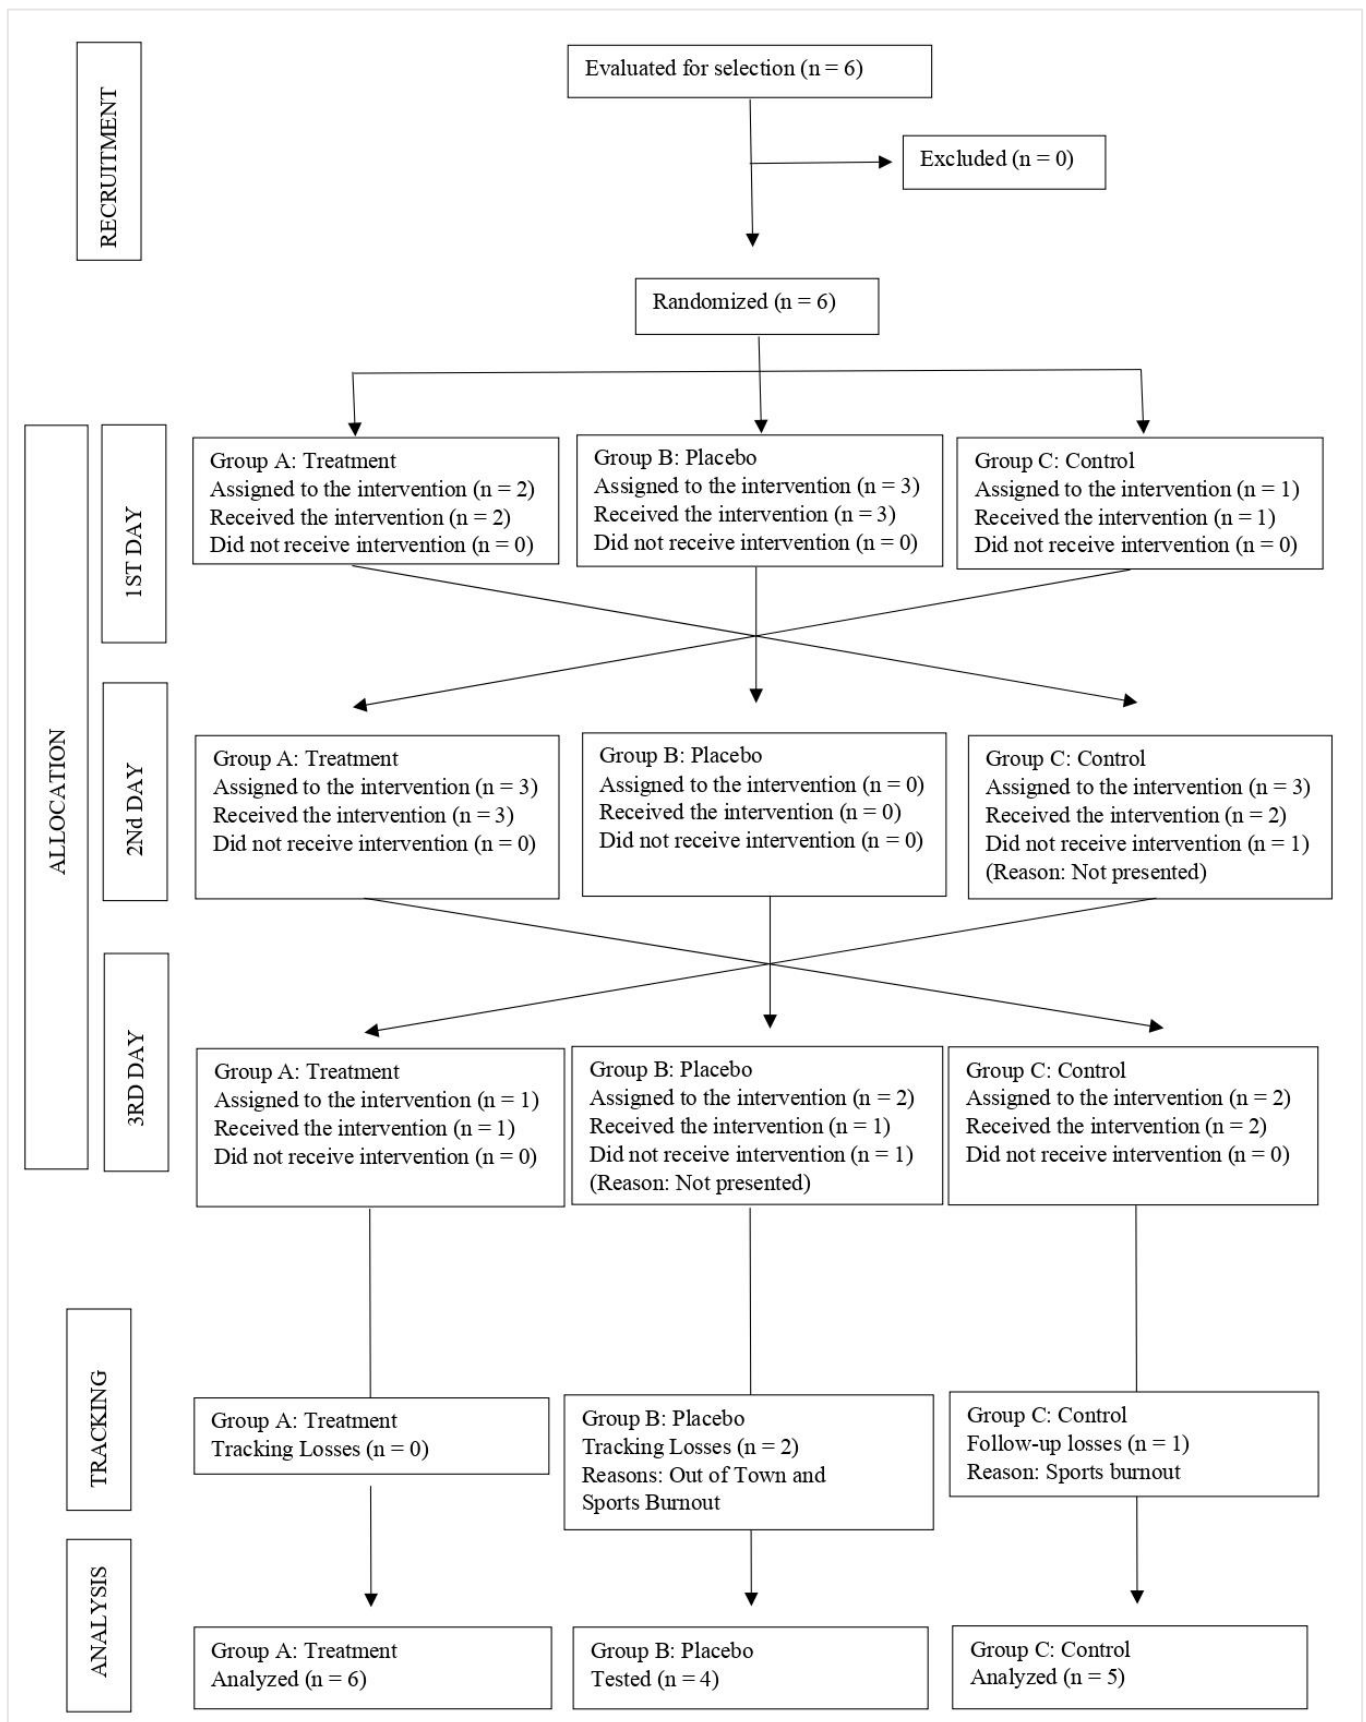 RECRUITMENT
Evaluated for selection (n = 6)
Excluded (n = 0)
Randomized (n = 6)
ALLOCATION
1ST DAY
Group A: Treatment
Assigned to the intervention (n = 2)
Received the intervention (n = 2)
Did not receive intervention (n = 0)
Group B: Placebo
Assigned to the intervention (n = 3)
Received the intervention (n = 3)
Did not receive intervention (n = 0)
Group C: Control
Assigned to the intervention (n = 1)
Received the intervention (n = 1)
Did not receive intervention (n = 0)
2Nd DAY
Group A: Treatment
Assigned to the intervention (n = 3)
Received the intervention (n = 3)
Did not receive intervention (n = 0)
Group B: Placebo
Assigned to the intervention (n = 0)
Received the intervention (n = 0)
Did not receive intervention (n = 0)
Group C: Control
Assigned to the intervention (n = 3)
Received the intervention (n = 2)
Did not receive intervention (n = 1)
(Reason: Not presented)
3RD DAY
Group A: Treatment
Assigned to the intervention (n = 1)
Received the intervention (n = 1)
Did not receive intervention (n = 0)
Group B: Placebo
Assigned to the intervention (n = 2)
Received the intervention (n = 1)
Did not receive intervention (n = 1)
(Reason: Not presented)
Group C: Control
Assigned to the intervention (n = 2)
Received the intervention (n = 2)
Did not receive intervention (n = 0)
TRACKING
Group A: Treatment
Tracking Losses (n = 0)
Group B: Placebo
Tracking Losses (n = 2)
Reasons: Out of Town and
Sports Burnout
Group C: Control
Follow-up losses (n = 1)
Reason: Sports burnout
ANALYSIS
Group A: Treatment
Analyzed (n = 6)
Group B: Placebo
Tested (n = 4)
Group C: Control
Analyzed (n = 5)